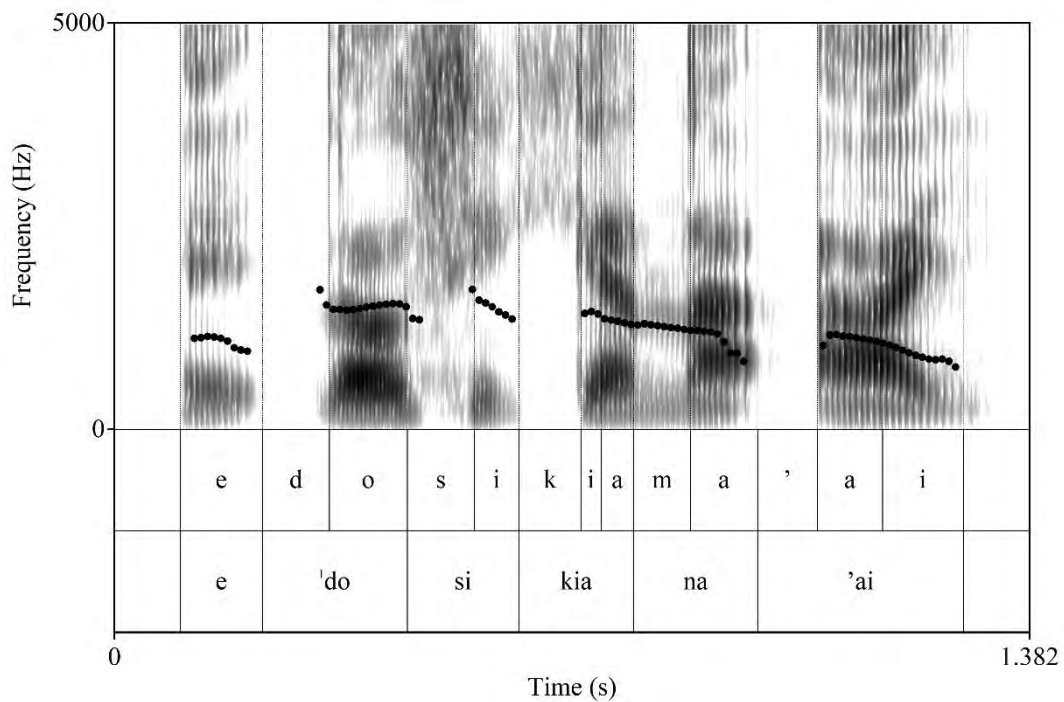 5000
Frequency (Hz)
0
e d o s i k i a m a ’ a i
e ˈdo si kia na ’ai
0 1.382
Time (s)